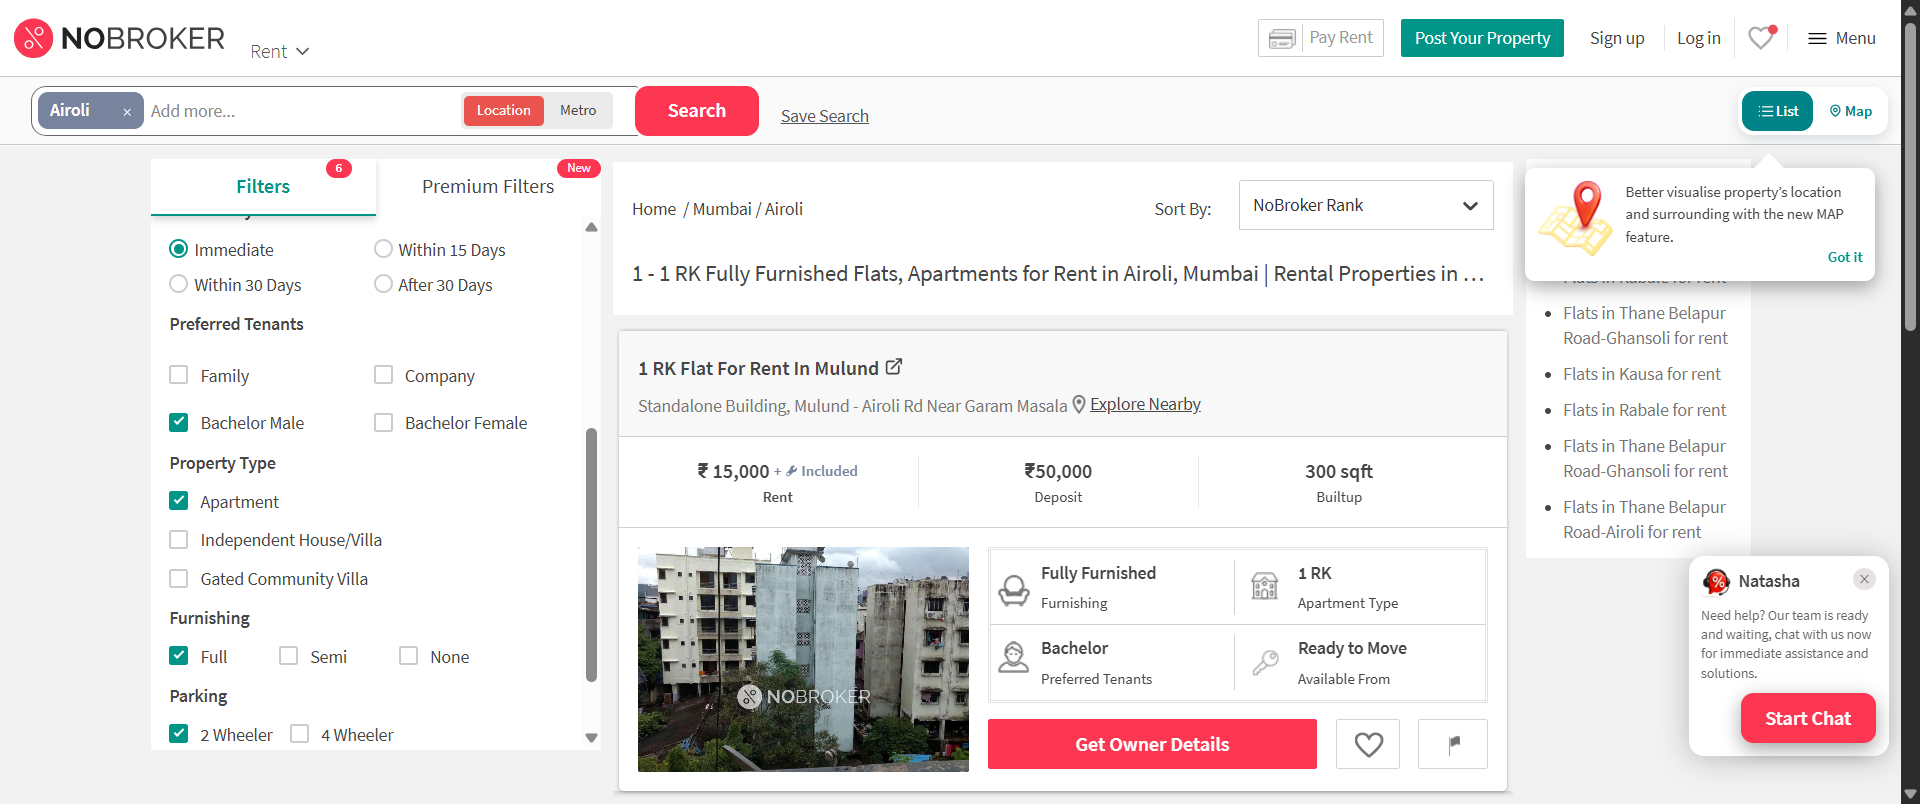 NOBROKER
Rent
Pay Rent
Post Your Property
Sign up
Log in
Menu
Airoli ×
Add more...
Location
Metro
Search
Save Search
List
Map
Filters
6
Premium Filters
New
Immediate
Within 15 Days
Within 30 Days
After 30 Days
Preferred Tenants
Family
Company
Bachelor Male
Bachelor Female
Property Type
Apartment
Independent House/Villa
Gated Community Villa
Furnishing
Full
Semi
None
Parking
2 Wheeler
4 Wheeler
Home / Mumbai / Airoli
Sort By:
NoBroker Rank
1 - 1 RK Fully Furnished Flats, Apartments for Rent in Airoli, Mumbai | Rental Properties in …
1 RK Flat For Rent In Mulund
Standalone Building, Mulund - Airoli Rd Near Garam Masala
Explore Nearby
₹ 15,000 + Included
Rent
₹50,000
Deposit
300 sqft
Builtup
NOBROKER
Fully Furnished
Furnishing
1 RK
Apartment Type
Bachelor
Preferred Tenants
Ready to Move
Available From
Get Owner Details
Better visualise property's location
and surrounding with the new MAP
feature.
Got it
Flats in Rabale for rent
Flats in Thane Belapur
Road-Ghansoli for rent
Flats in Kausa for rent
Flats in Rabale for rent
Flats in Thane Belapur
Road-Ghansoli for rent
Flats in Thane Belapur
Road-Airoli for rent
Natasha
Need help? Our team is ready
and waiting, chat with us now
for immediate assistance and
solutions.
Start Chat